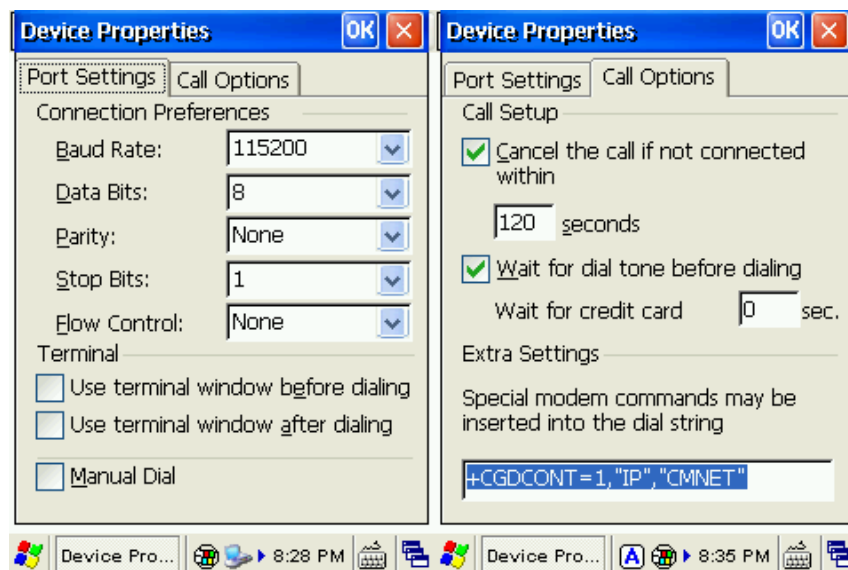 Device Properties
OK
Port Settings
Call Options
Connection Preferences
Baud Rate:
115200
Data Bits:
8
Parity:
None
Stop Bits:
1
Flow Control:
None
Terminal
Use terminal window before dialing
Use terminal window after dialing
Manual Dial
Device Pro...
8:28 PM
Device Properties
OK
Port Settings
Call Options
Call Setup
Cancel the call if not connected
within
120 seconds
Wait for dial tone before dialing
Wait for credit card 0 sec.
Extra Settings
Special modem commands may be
inserted into the dial string
+CGDCONT=1,"IP","CMNET"
Device Pro...
A
8:35 PM